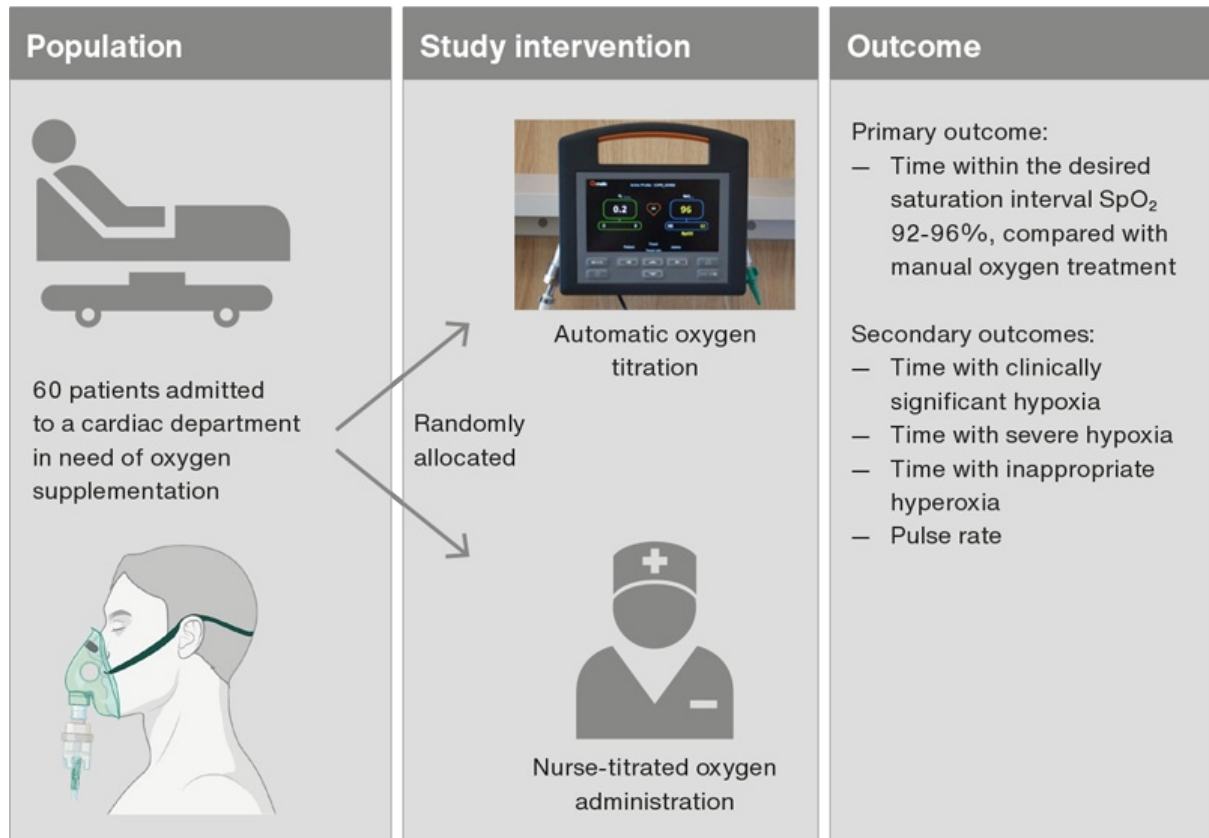 Population
60 patients admitted
to a cardiac department
in need of oxygen
supplementation
Study intervention
0.2
96
Automatic oxygen
titration
Randomly
allocated
Nurse-titrated oxygen
administration
Outcome
Primary outcome:
— Time within the desired
saturation interval SpO₂
92-96%, compared with
manual oxygen treatment
Secondary outcomes:
— Time with clinically
significant hypoxia
— Time with severe hypoxia
— Time with inappropriate
hyperoxia
— Pulse rate